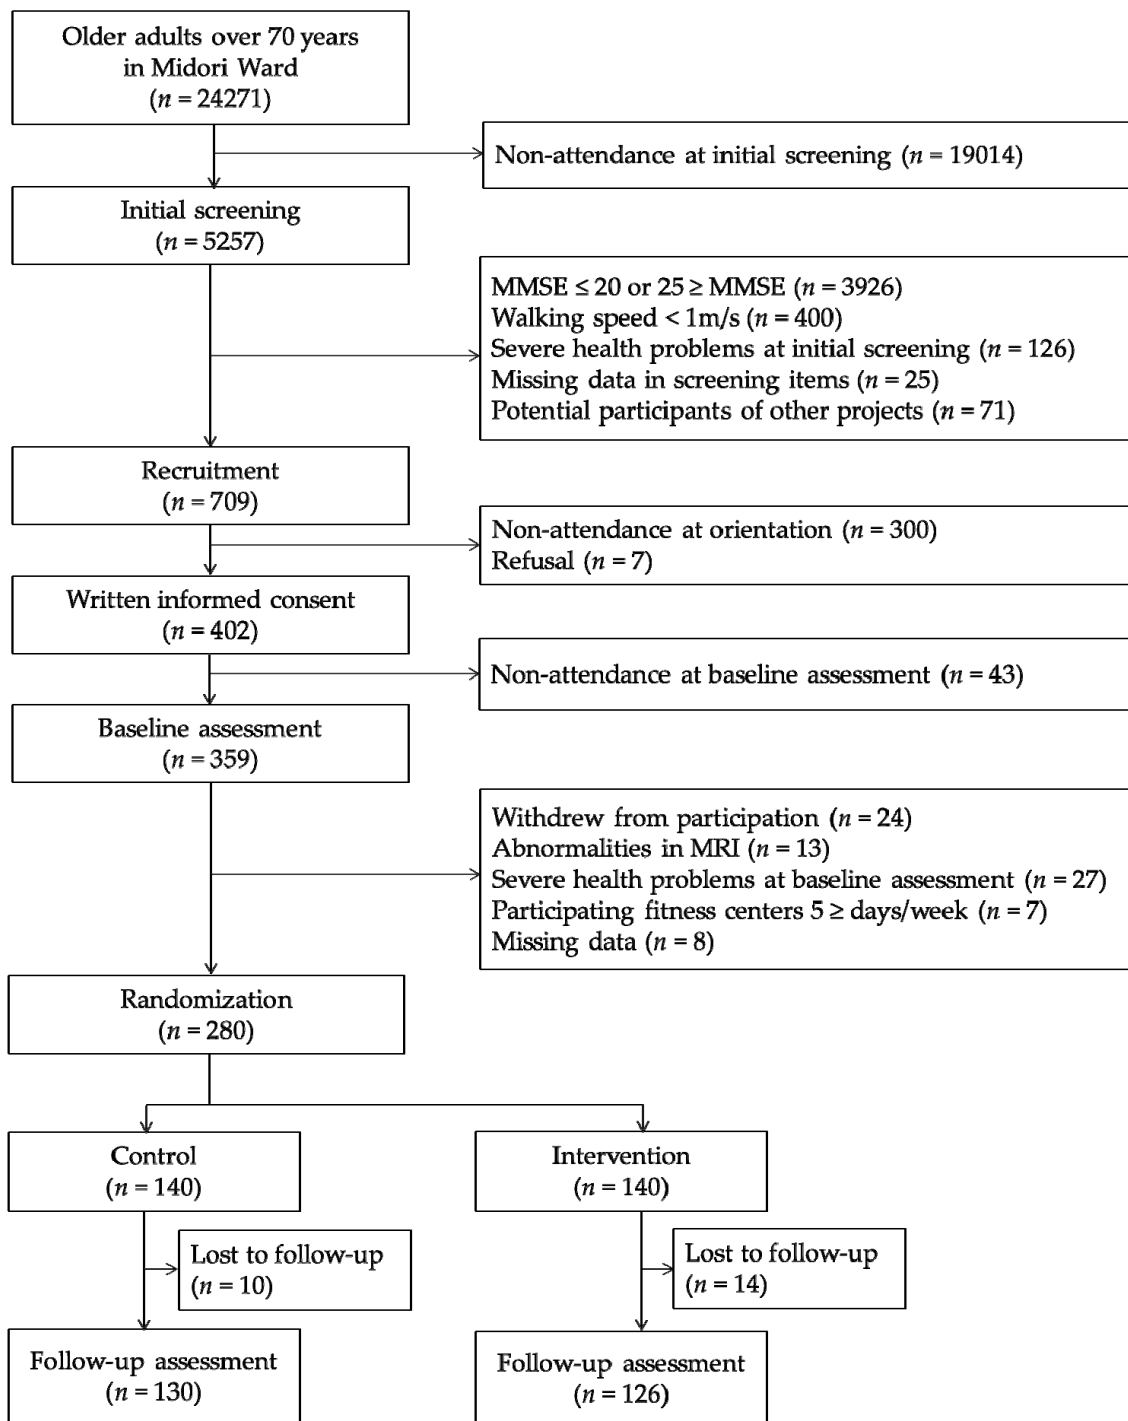 Older adults over 70 years
in Midori Ward
(n = 24271)
Non-attendance at initial screening (n = 19014)
Initial screening
(n = 5257)
MMSE ≤ 20 or 25 ≥ MMSE (n = 3926)
Walking speed < 1m/s (n = 400)
Severe health problems at initial screening (n = 126)
Missing data in screening items (n = 25)
Potential participants of other projects (n = 71)
Recruitment
(n = 709)
Non-attendance at orientation (n = 300)
Refusal (n = 7)
Written informed consent
(n = 402)
Non-attendance at baseline assessment (n = 43)
Baseline assessment
(n = 359)
Withdrew from participation (n = 24)
Abnormalities in MRI (n = 13)
Severe health problems at baseline assessment (n = 27)
Participating fitness centers 5 ≥ days/week (n = 7)
Missing data (n = 8)
Randomization
(n = 280)
Control
(n = 140)
Intervention
(n = 140)
Lost to follow-up
(n = 10)
Lost to follow-up
(n = 14)
Follow-up assessment
(n = 130)
Follow-up assessment
(n = 126)